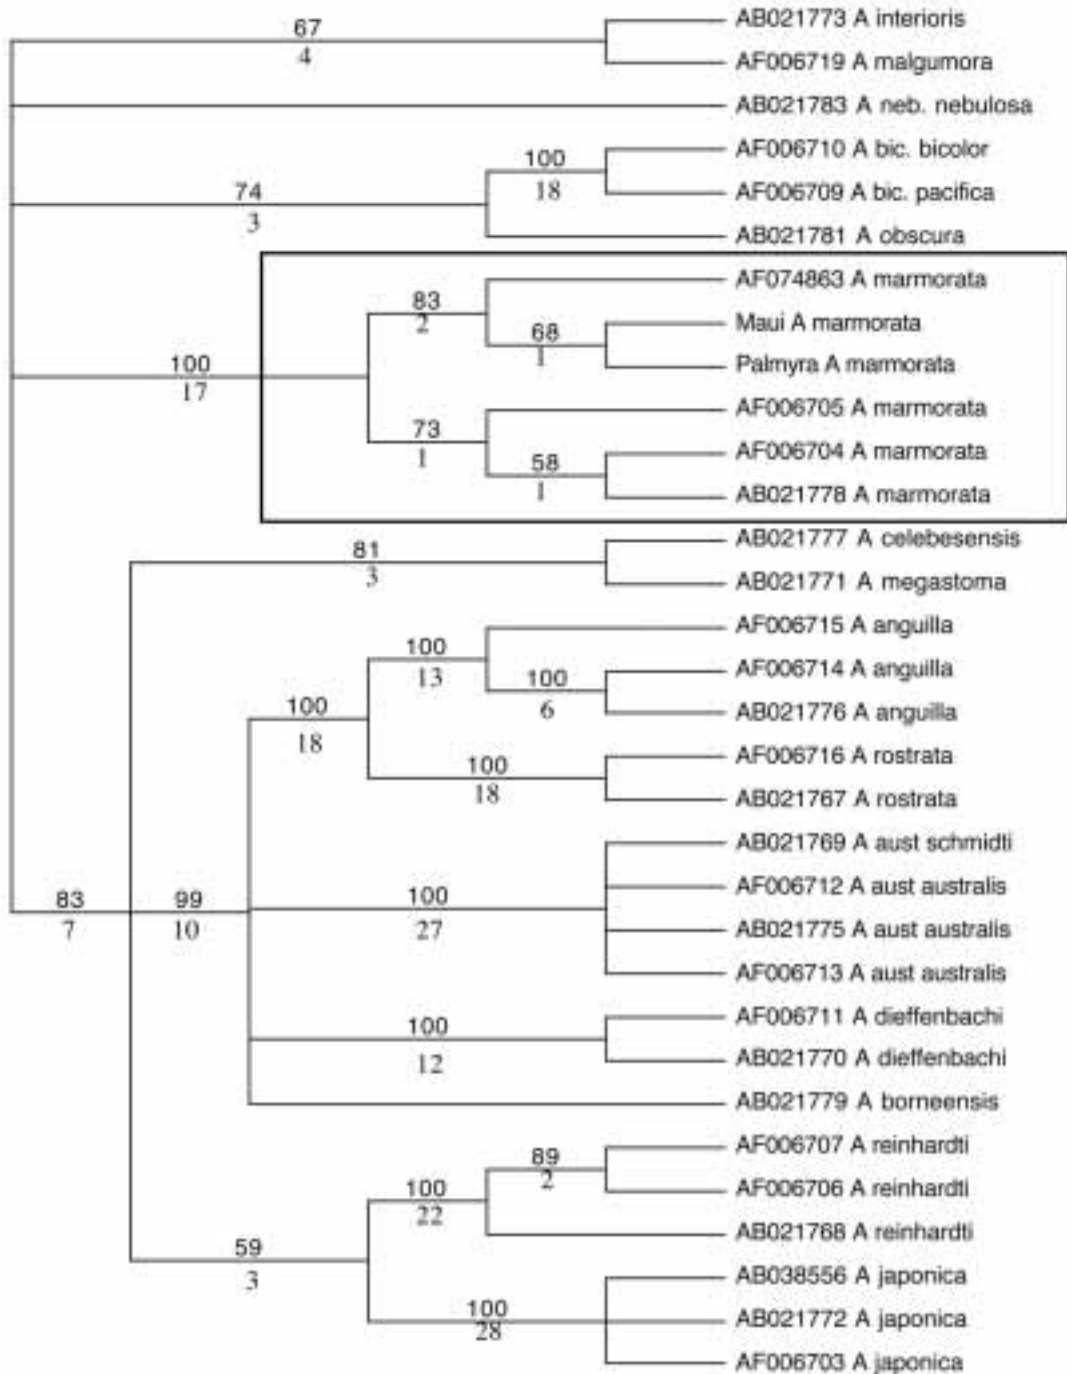 AB021773 A interioris
67
4
AF006719 A malgumora
AB021783 A neb. nebulosa
AF006710 A bic. bicolor
100
18
74
3
AF006709 A bic. pacifica
AB021781 A obscura
AF074863 A marmorata
83
2
Maui A marmorata
68
1
Palmyra A marmorata
100
17
AF006705 A marmorata
73
1
AF006704 A marmorata
58
1
AB021778 A marmorata
AB021777 A celebesensis
81
3
AB021771 A megastoma
AF006715 A anguilla
100
13
AF006714 A anguilla
100
6
AB021776 A anguilla
100
18
AF006716 A rostrata
100
18
AB021767 A rostrata
AB021769 A aust schmidti
AF006712 A aust australis
83
7
99
10
100
27
AB021775 A aust australis
AF006713 A aust australis
AF006711 A dieffenbachi
100
12
AB021770 A dieffenbachi
AB021779 A borneensis
AF006707 A reinhardti
89
2
AF006706 A reinhardti
100
22
AB021768 A reinhardti
59
3
AB038556 A japonica
100
28
AB021772 A japonica
AF006703 A japonica